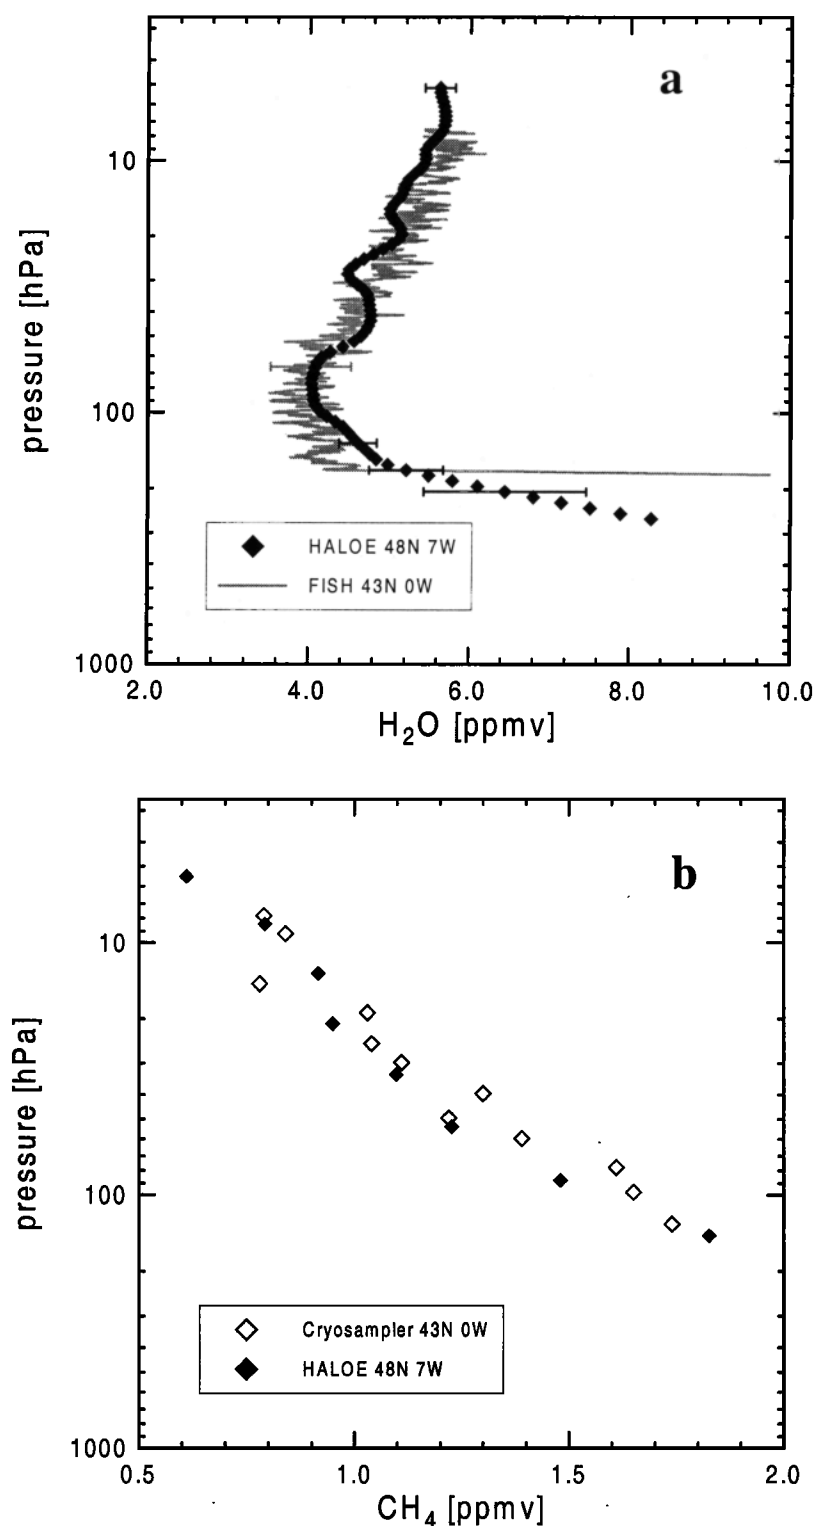 a
10
100
1000
pressure [hPa]
HALOE 48N 7W
FISH 43N 0W
2.0 4.0 6.0 8.0 10.0
H₂O [ppmv]
b
10
100
1000
pressure [hPa]
Cryosampler 43N 0W
HALOE 48N 7W
0.5 1.0 1.5 2.0
CH₄ [ppmv]